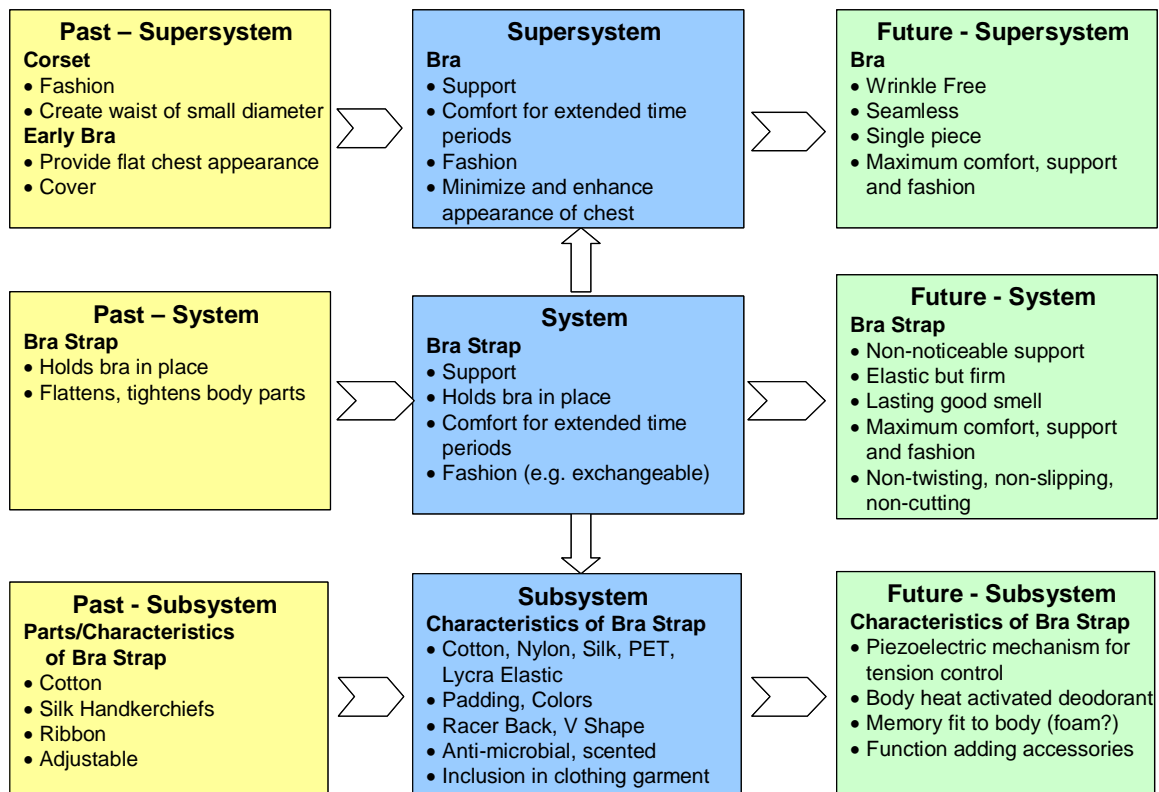 Past – Supersystem
Corset
• Fashion
• Create waist of small diameter
Early Bra
• Provide flat chest appearance
• Cover
Supersystem
Bra
• Support
• Comfort for extended time
periods
• Fashion
• Minimize and enhance
appearance of chest
Future - Supersystem
Bra
• Wrinkle Free
• Seamless
• Single piece
• Maximum comfort, support
and fashion
Past – System
Bra Strap
• Holds bra in place
• Flattens, tightens body parts
System
Bra Strap
• Support
• Holds bra in place
• Comfort for extended time
periods
• Fashion (e.g. exchangeable)
Future - System
Bra Strap
• Non-noticeable support
• Elastic but firm
• Lasting good smell
• Maximum comfort, support
and fashion
• Non-twisting, non-slipping,
non-cutting
Past - Subsystem
Parts/Characteristics
of Bra Strap
• Cotton
• Silk Handkerchiefs
• Ribbon
• Adjustable
Subsystem
Characteristics of Bra Strap
• Cotton, Nylon, Silk, PET,
Lycra Elastic
• Padding, Colors
• Racer Back, V Shape
• Anti-microbial, scented
• Inclusion in clothing garment
Future - Subsystem
Characteristics of Bra Strap
• Piezoelectric mechanism for
tension control
• Body heat activated deodorant
• Memory fit to body (foam?)
• Function adding accessories